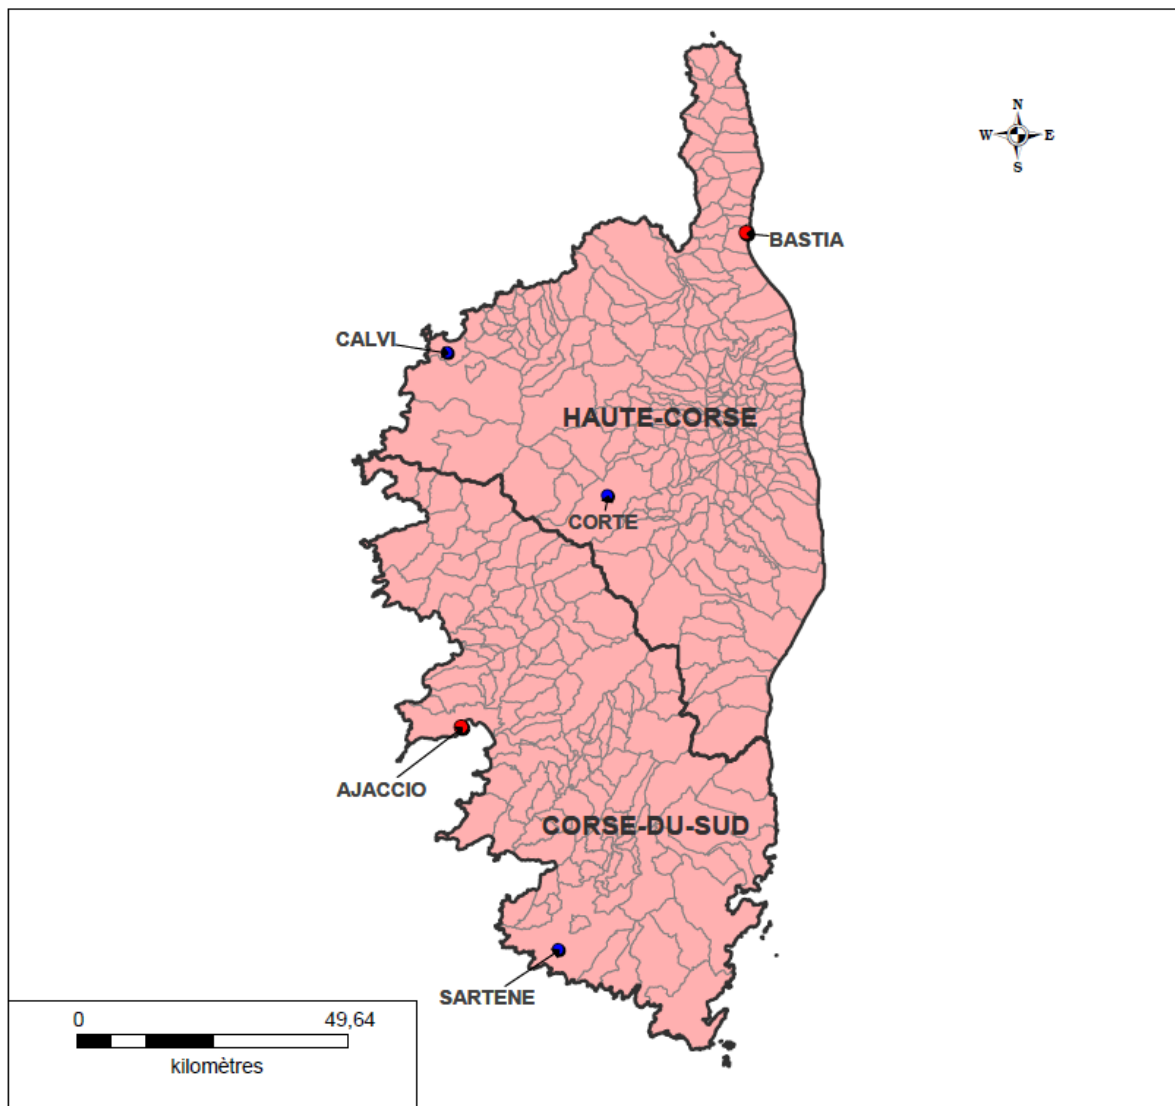 N
W E
S
BASTIA
CALVI
HAUTE-CORSE
CORTE
AJACCIO
CORSE-DU-SUD
SARTENE
0 49,64
kilomètres